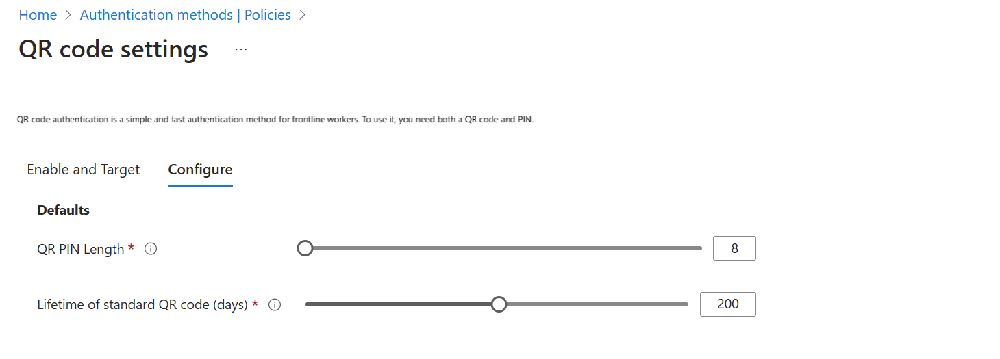 Home > Authentication methods | Policies >
QR code settings ...
QR code authentication is a simple and fast authentication method for frontline workers. To use it, you need both a QR code and PIN.
Enable and Target Configure
Defaults
QR PIN Length * 8
Lifetime of standard QR code (days) * 200